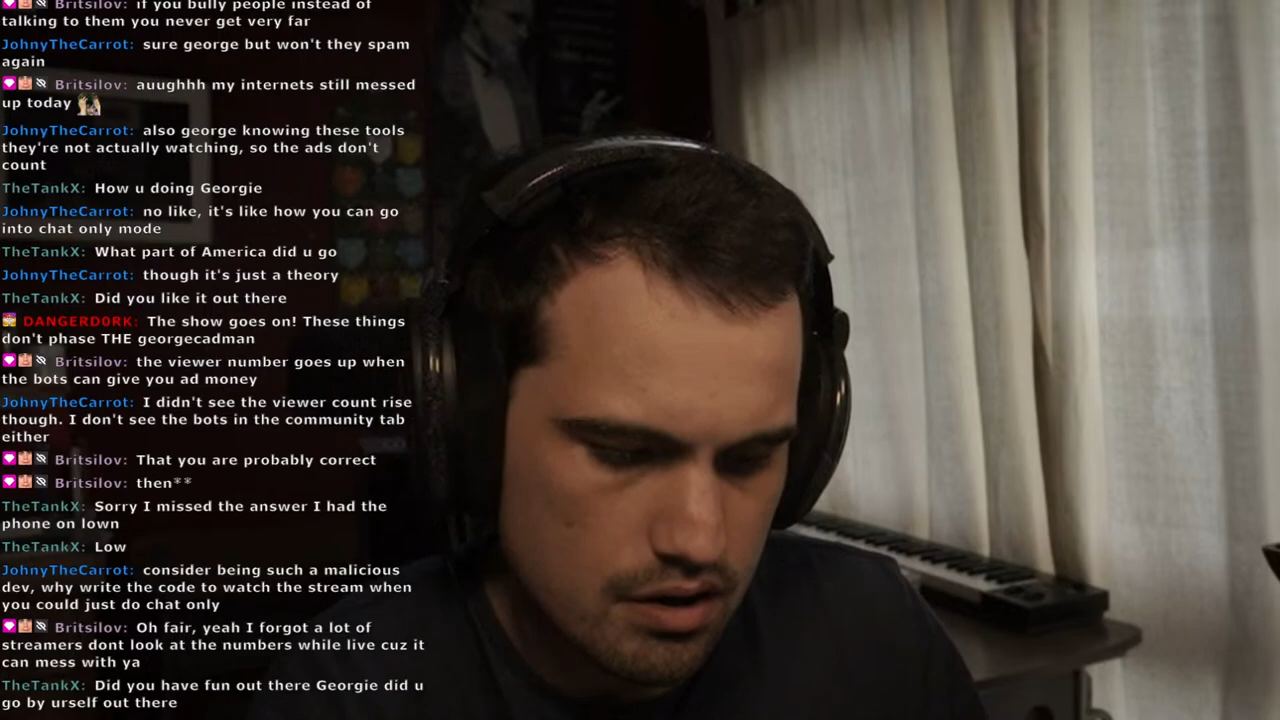 Britsilov: if you bully people instead of
talking to them you never get very far
JohnyTheCarrot: sure george but won't they spam
again
Britsilov: auughhh my internets still messed
up today
JohnyTheCarrot: also george knowing these tools
they're not actually watching, so the ads don't
count
TheTankX: How u doing Georgie
JohnyTheCarrot: no like, it's like how you can go
into chat only mode
TheTankX: What part of America did u go
JohnyTheCarrot: though it's just a theory
TheTankX: Did you like it out there
DANGERD0RK: The show goes on! These things
don't phase THE georgecadman
Britsilov: the viewer number goes up when
the bots can give you ad money
JohnyTheCarrot: I didn't see the viewer count rise
though. I don't see the bots in the community tab
either
Britsilov: That you are probably correct
Britsilov: then**
TheTankX: Sorry I missed the answer I had the
phone on lown
TheTankX: Low
JohnyTheCarrot: consider being such a malicious
dev, why write the code to watch the stream when
you could just do chat only
Britsilov: Oh fair, yeah I forgot a lot of
streamers dont look at the numbers while live cuz it
can mess with ya
TheTankX: Did you have fun out there Georgie did u
go by urself out there